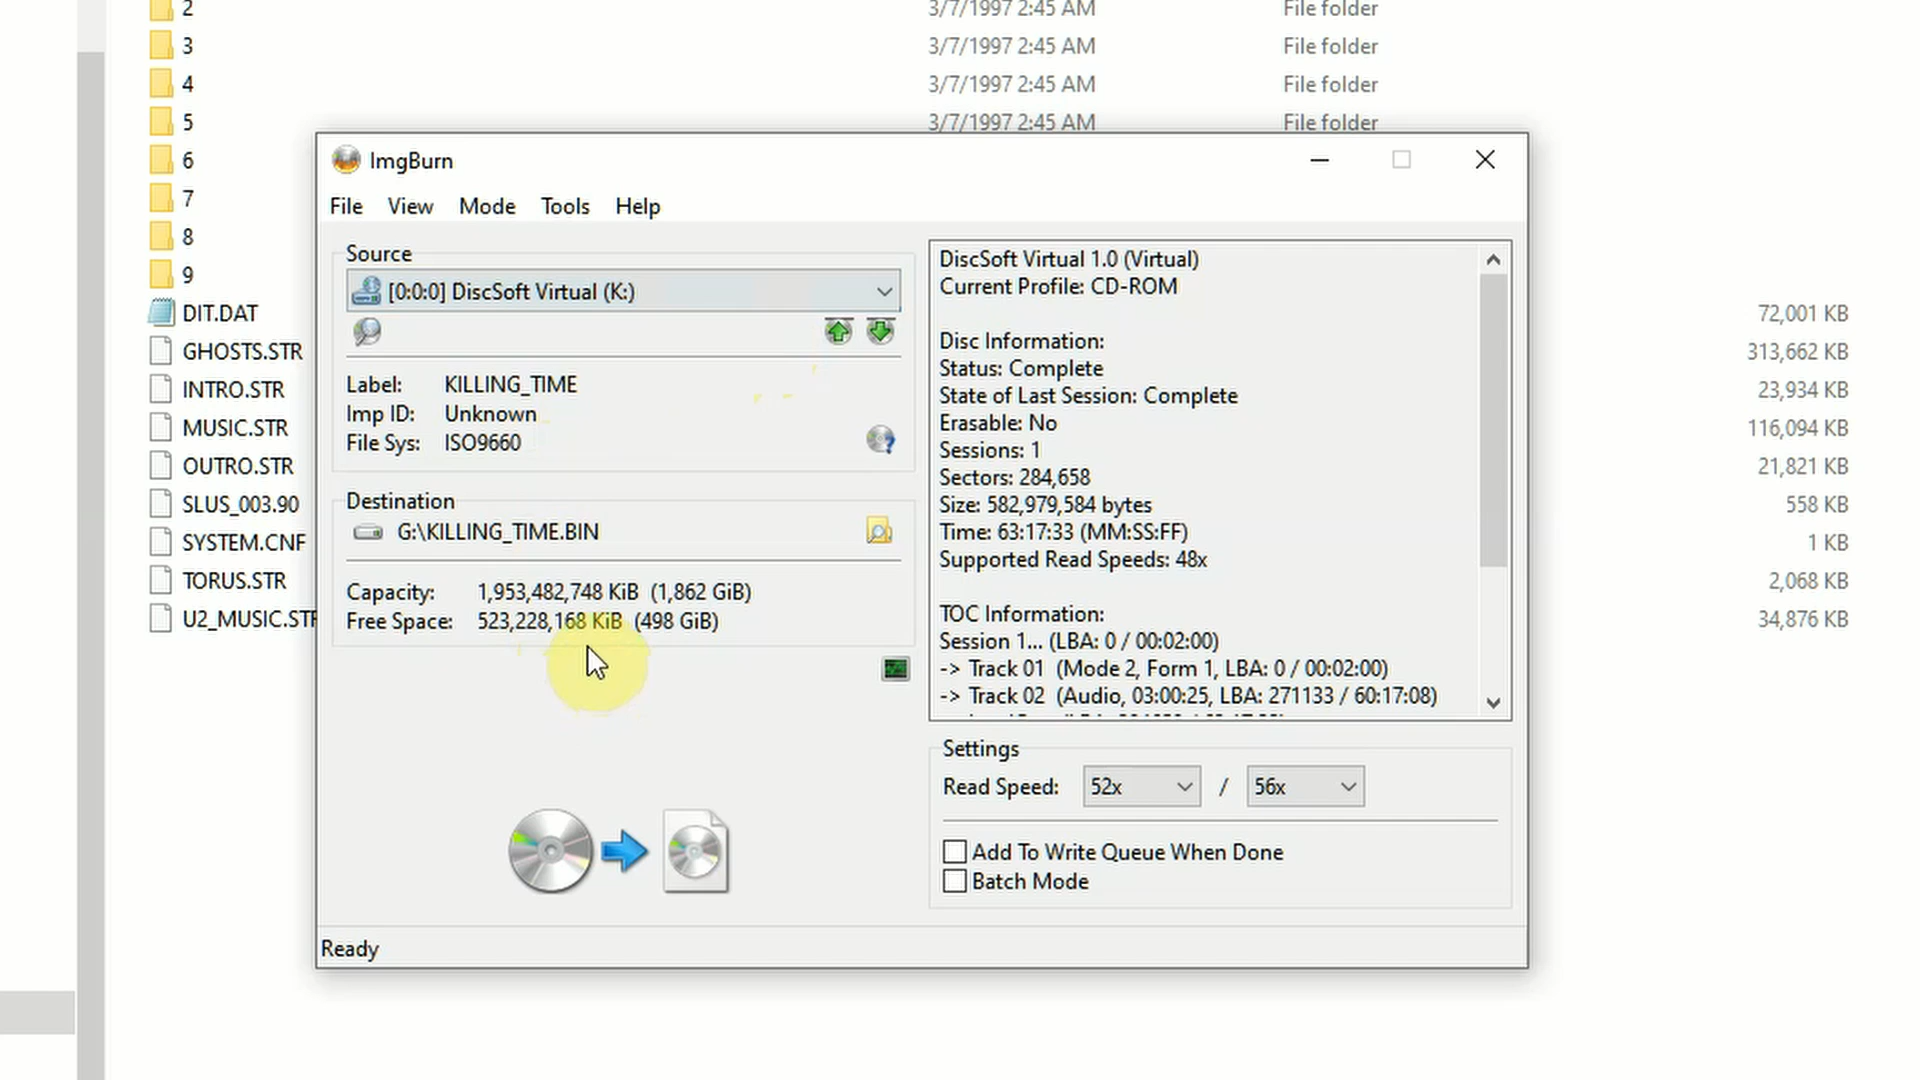 2 3/7/1997 2:45 AM File folder
3 3/7/1997 2:45 AM File folder
4 3/7/1997 2:45 AM File folder
5 3/7/1997 2:45 AM File folder
6
7
8
9
DIT.DAT 72,001 KB
GHOSTS.STR 313,662 KB
INTRO.STR 23,934 KB
MUSIC.STR 116,094 KB
OUTRO.STR 21,821 KB
SLUS_003.90 558 KB
SYSTEM.CNF 1 KB
TORUS.STR 2,068 KB
U2_MUSIC.STR 34,876 KB
ImgBurn
File View Mode Tools Help
Source
[0:0:0] DiscSoft Virtual (K:)
Label: KILLING_TIME
Imp ID: Unknown
File Sys: ISO9660
Destination
G:\KILLING_TIME.BIN
Capacity: 1,953,482,748 KiB (1,862 GiB)
Free Space: 523,228,168 KiB (498 GiB)
DiscSoft Virtual 1.0 (Virtual)
Current Profile: CD-ROM
Disc Information:
Status: Complete
State of Last Session: Complete
Erasable: No
Sessions: 1
Sectors: 284,658
Size: 582,979,584 bytes
Time: 63:17:33 (MM:SS:FF)
Supported Read Speeds: 48x
TOC Information:
Session 1... (LBA: 0 / 00:02:00)
-> Track 01 (Mode 2, Form 1, LBA: 0 / 00:02:00)
-> Track 02 (Audio, 03:00:25, LBA: 271133 / 60:17:08)
Settings
Read Speed: 52x / 56x
Add To Write Queue When Done
Batch Mode
Ready